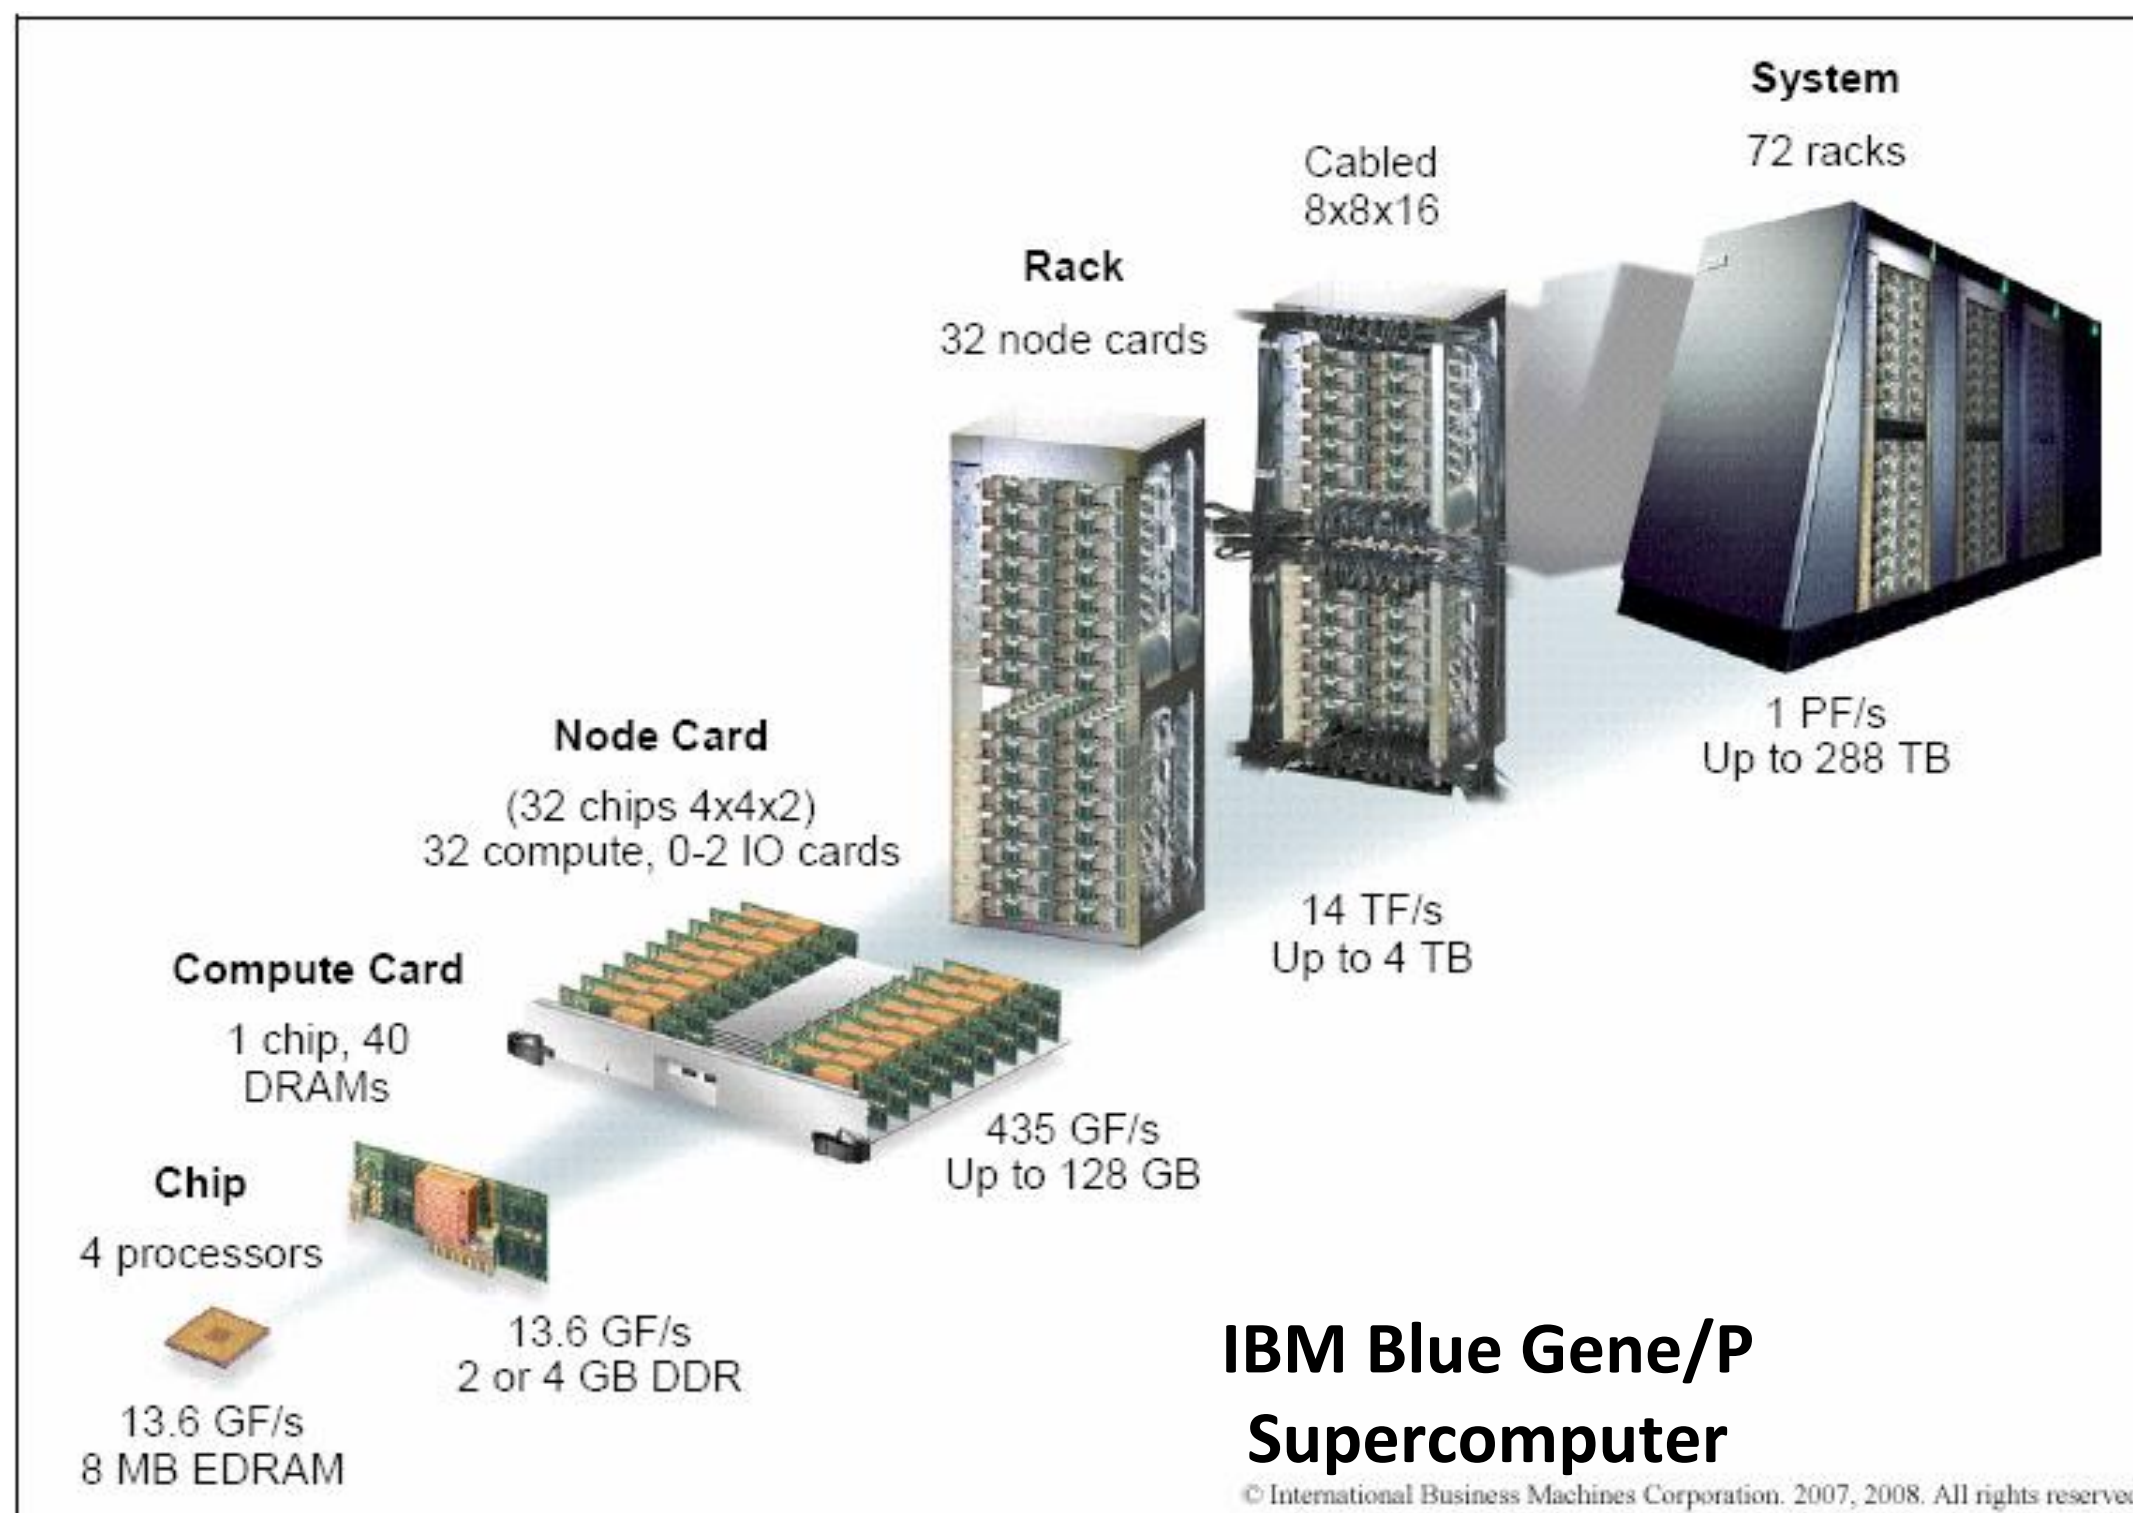 System
72 racks
Cabled
8x8x16
Rack
32 node cards
1 PF/s
Up to 288 TB
Node Card
(32 chips 4x4x2)
32 compute, 0-2 IO cards
14 TF/s
Up to 4 TB
Compute Card
1 chip, 40
DRAMs
435 GF/s
Up to 128 GB
Chip
4 processors
13.6 GF/s
2 or 4 GB DDR
13.6 GF/s
8 MB EDRAM
IBM Blue Gene/P
Supercomputer
© International Business Machines Corporation. 2007, 2008. All rights reserved